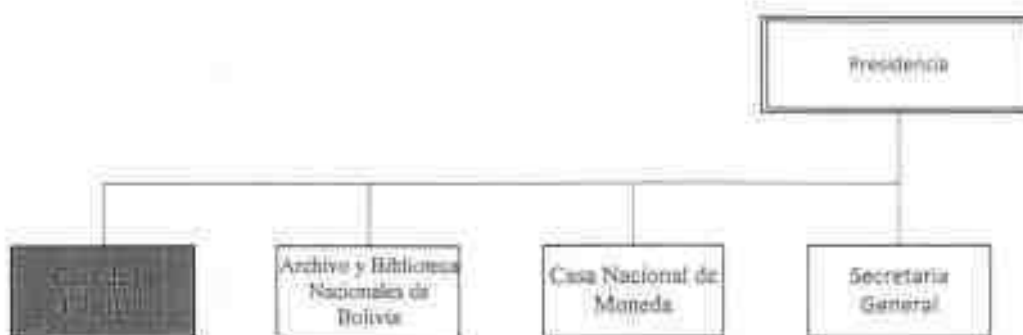 Presidencia
Archivo y Biblioteca
Nacionales de
Bolivia
Casa Nacional de
Moneda
Secretaria
General